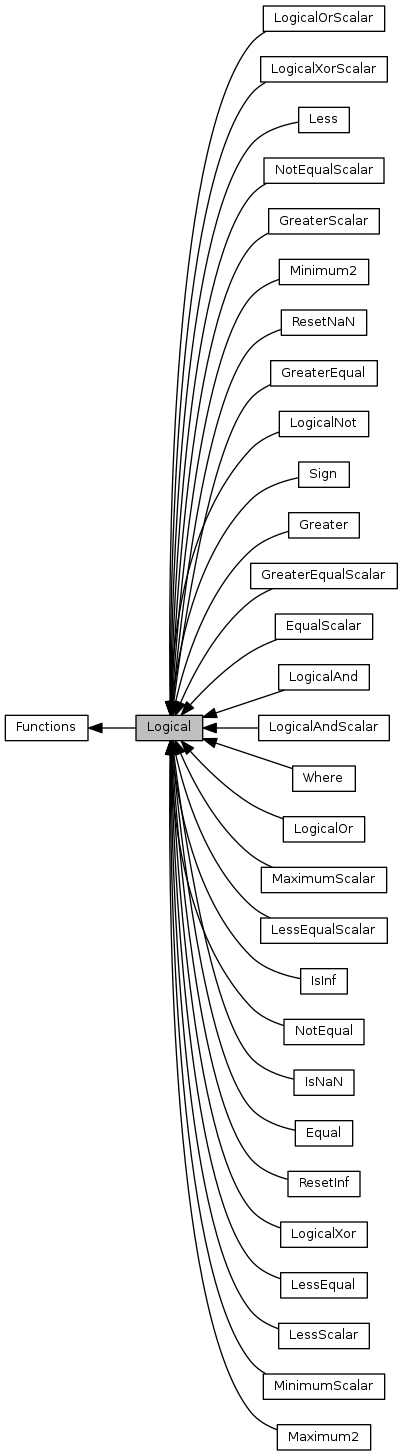 LogicalOrScalar
LogicalXorScalar
Less
NotEqualScalar
GreaterScalar
Minimum2
ResetNaN
GreaterEqual
LogicalNot
Sign
Greater
GreaterEqualScalar
EqualScalar
LogicalAnd
Functions
Logical
LogicalAndScalar
Where
LogicalOr
MaximumScalar
LessEqualScalar
IsInf
NotEqual
IsNaN
Equal
ResetInf
LogicalXor
LessEqual
LessScalar
MinimumScalar
Maximum2